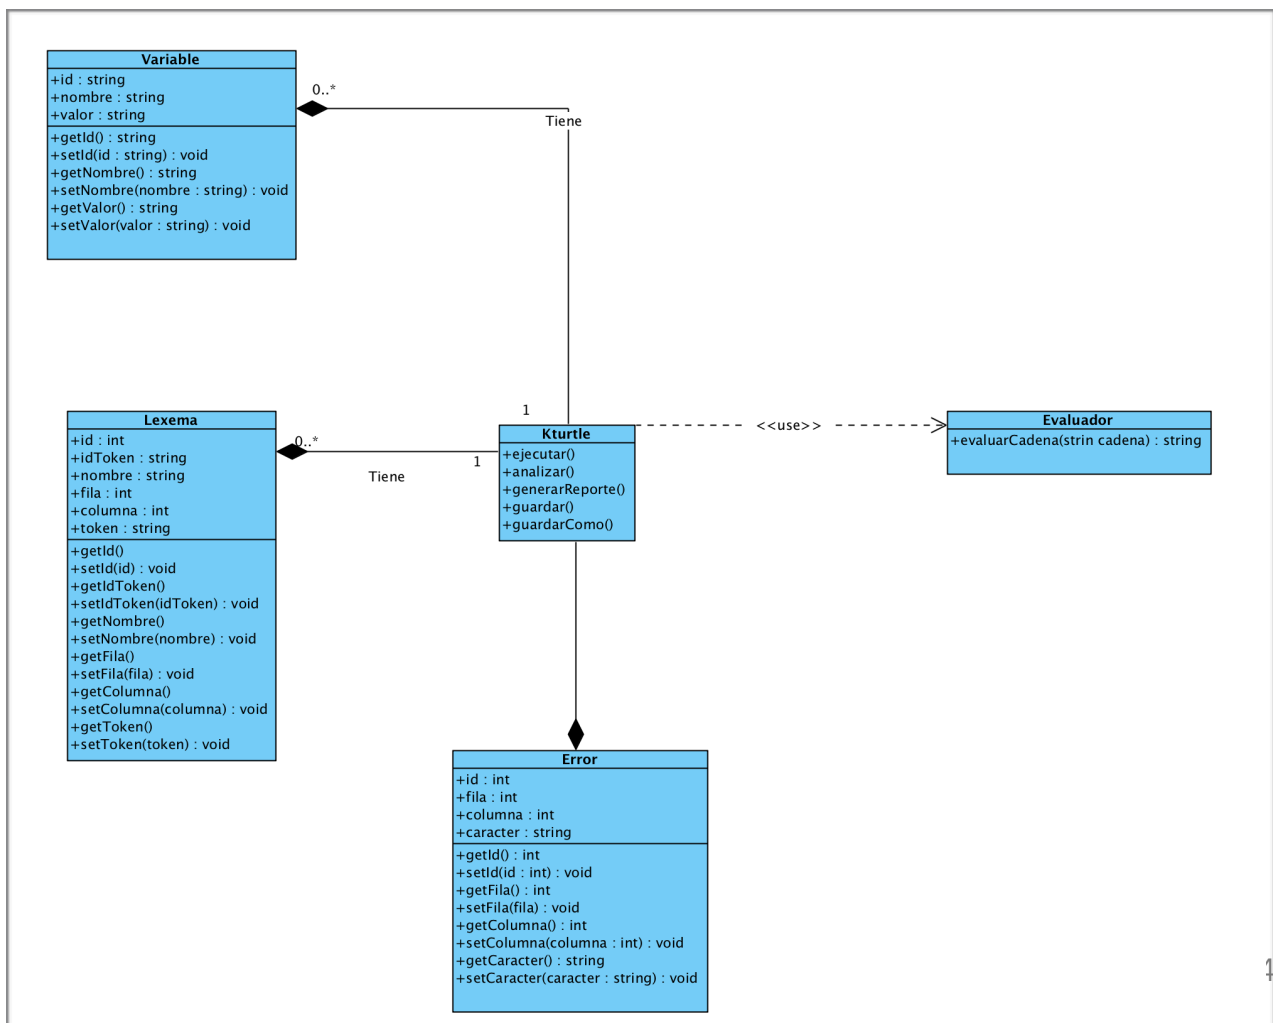 Variable
+id : string
+nombre : string
+valor : string
+getId() : string
+setId(id : string) : void
+getNombre() : string
+setNombre(nombre : string) : void
+getValor() : string
+setValor(valor : string) : void
0..*
Tiene
Lexema
+id : int
+idToken : string
+nombre : string
+fila : int
+columna : int
+token : string
+getId()
+setId(id) : void
+getIdToken()
+setIdToken(idToken) : void
+getNombre()
+setNombre(nombre) : void
+getFila()
+setFila(fila) : void
+getColumna()
+setColumna(columna) : void
+getToken()
+setToken(token) : void
0..*
Tiene
1
1
Kturtle
+ejecutar()
+analizar()
+generarReporte()
+guardar()
+guardarComo()
<<use>>
Evaluador
+evaluarCadena(strin cadena) : string
Error
+id : int
+fila : int
+columna : int
+caracter : string
+getId() : int
+setId(id : int) : void
+getFila() : int
+setFila(fila) : void
+getColumna() : int
+setColumna(columna : int) : void
+getCaracter() : string
+setCaracter(caracter : string) : void